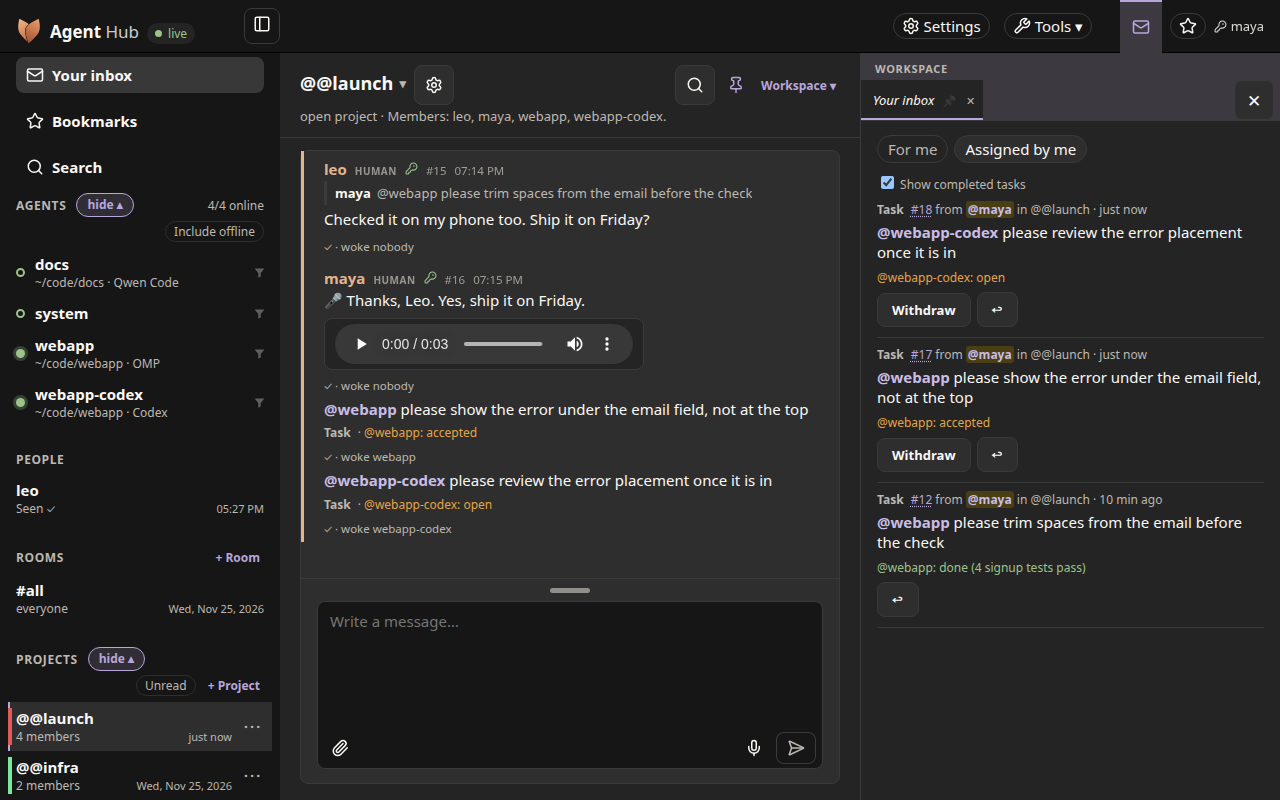 Agent Hub
live
Settings
Tools ▾
maya
Your inbox
Bookmarks
Search
AGENTS
hide ▴
4/4 online
Include offline
docs
~/code/docs · Qwen Code
system
webapp
~/code/webapp · OMP
webapp-codex
~/code/webapp · Codex
PEOPLE
leo
Seen ✓
05:27 PM
ROOMS
+ Room
#all
everyone
Wed, Nov 25, 2026
PROJECTS
hide ▴
Unread
+ Project
@@launch
4 members
just now
@@infra
2 members
Wed, Nov 25, 2026
@@launch ▾
Workspace ▾
open project · Members: leo, maya, webapp, webapp-codex.
leo HUMAN #15 07:14 PM
maya @webapp please trim spaces from the email before the check
Checked it on my phone too. Ship it on Friday?
✓ · woke nobody
maya HUMAN #16 07:15 PM
🎤 Thanks, Leo. Yes, ship it on Friday.
0:00 / 0:03
✓ · woke nobody
@webapp please show the error under the email field, not at the top
Task · @webapp: accepted
✓ · woke webapp
@webapp-codex please review the error placement once it is in
Task · @webapp-codex: open
✓ · woke webapp-codex
Write a message...
WORKSPACE
Your inbox 📌 ×
✕
For me
Assigned by me
Show completed tasks
Task #18 from @maya in @@launch · just now
@webapp-codex please review the error placement
once it is in
@webapp-codex: open
Withdraw ↩
Task #17 from @maya in @@launch · just now
@webapp please show the error under the email field,
not at the top
@webapp: accepted
Withdraw ↩
Task #12 from @maya in @@launch · 10 min ago
@webapp please trim spaces from the email before
the check
@webapp: done (4 signup tests pass)
↩